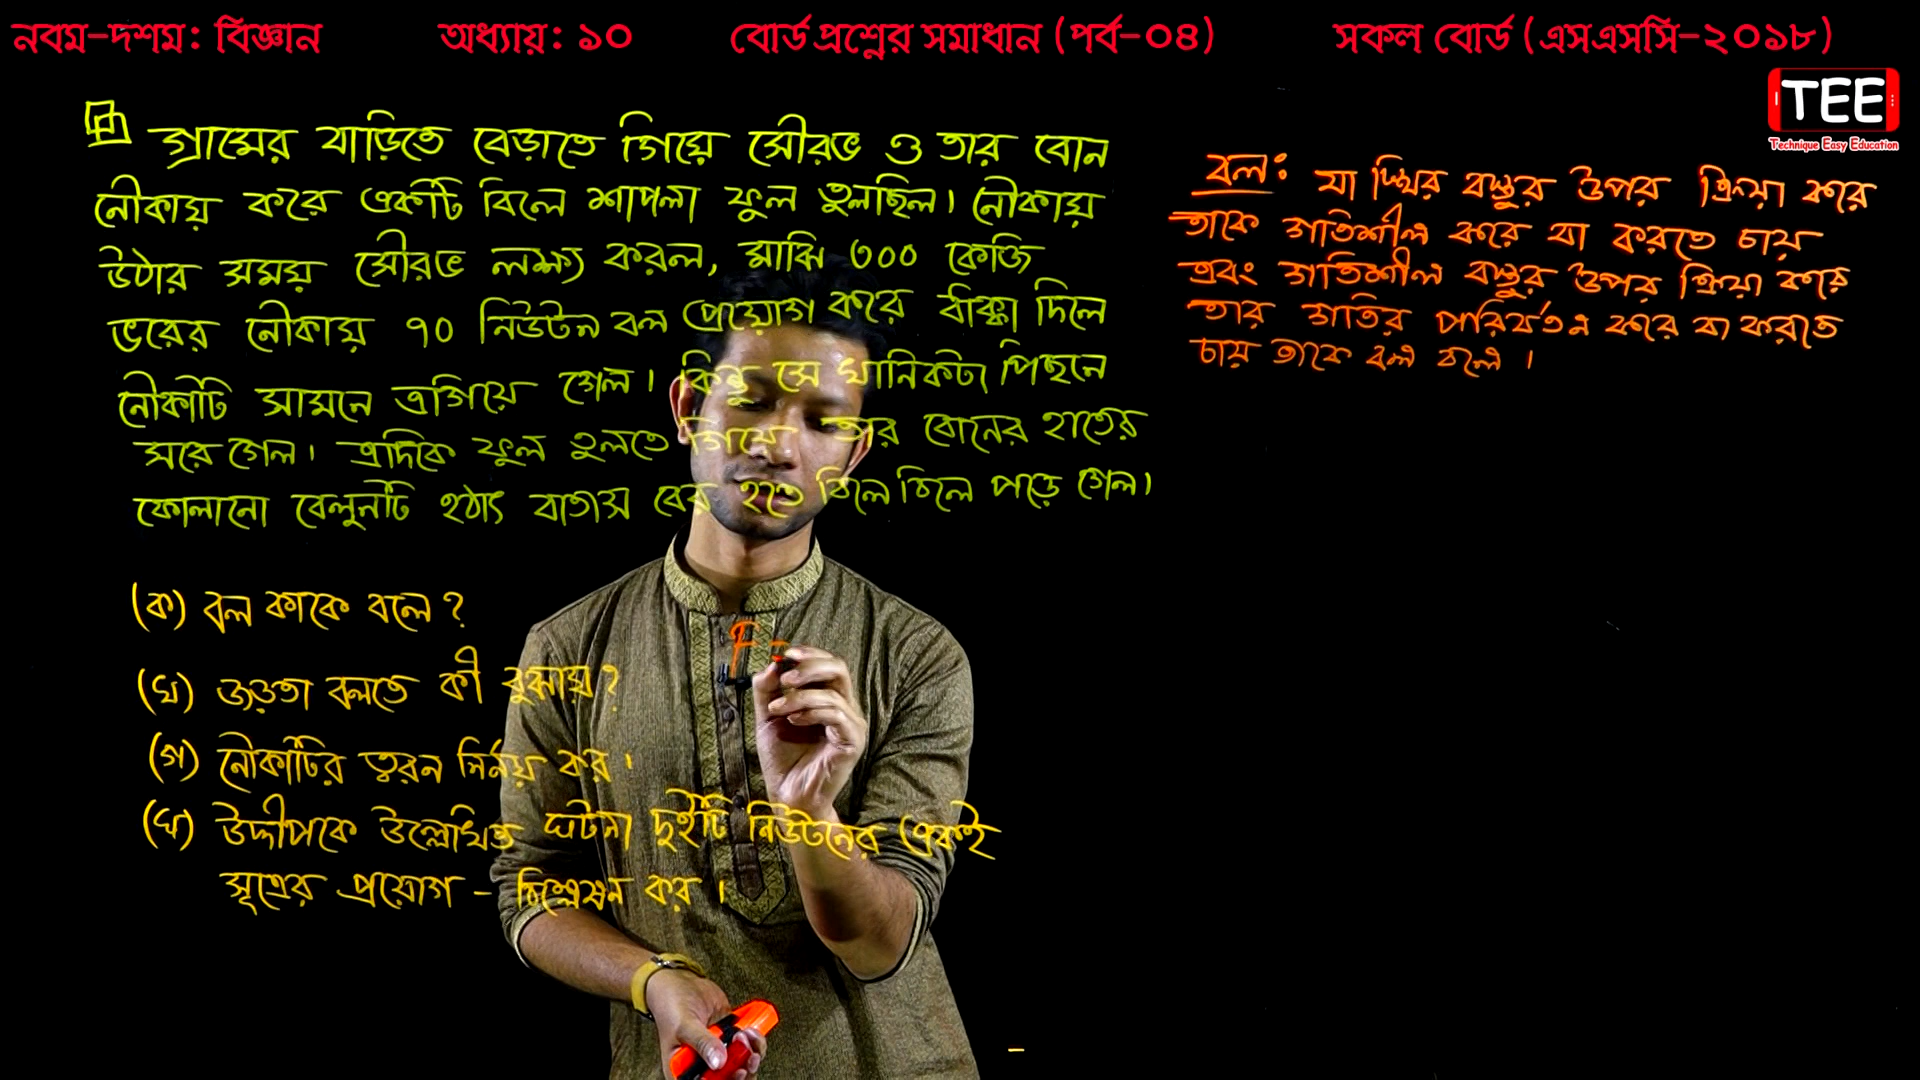 নবম-দশম: বিজ্ঞান অধ্যায়: ১০ বোর্ড প্রশ্নের সমাধান (পর্ব-০৪) সকল বোর্ড (এসএসসি-২০১৮)
TEE
Technique Easy Education
গ্রামের বাড়িতে বেড়াতে গিয়ে সৌরভ ও তার বোন
নৌকায় করে একটি বিলে শাপলা ফুল তুলছিল। নৌকায়
উঠার সময় সৌরভ লক্ষ্য করল, মাঝি ৩০০ কেজি
ভরের নৌকায় ৭০ নিউটন বল প্রয়োগ করে ধাক্কা দিলে
নৌকাটি সামনে এগিয়ে গেল। কিন্তু সে খানিকটা পিছনে
সরে গেল। এদিকে ফুল তুলতে গিয়ে তার বোনের হাতের
ফোলানো বেলুনটি হঠাৎ বাতাস বের হতে হতে বিলে পড়ে গেল।
(ক) বল কাকে বলে?
(খ) জড়তা বলতে কী বুঝায়?
(গ) নৌকাটির ত্বরন নির্নয় কর।
(ঘ) উদ্দীপকে উল্লেখিত ঘটনা দুইটি নিউটনের একই
সূত্রের প্রয়োগ - বিশ্লেষন কর।
বল: যা স্থির বস্তুর উপর ক্রিয়া করে
তাকে গতিশীল করে বা করতে চায়
এবং গতিশীল বস্তুর উপর ক্রিয়া করে
তার গতির পরিবর্তন করে বা করতে
চায় তাকে বল বলে।
F =